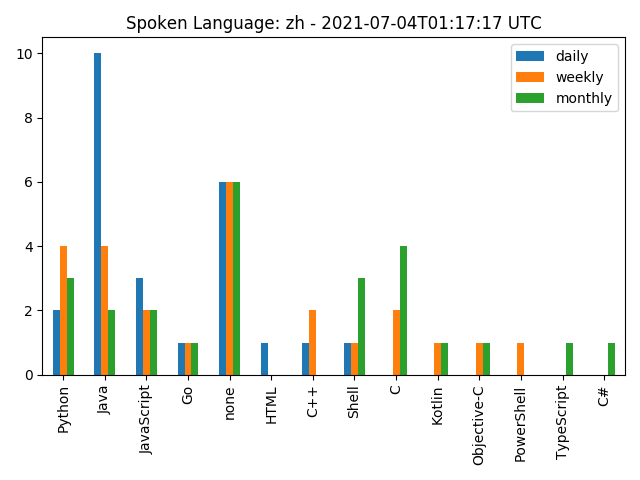 Spoken Language: zh - 2021-07-04T01:17:17 UTC
daily
weekly
monthly
10
8
6
4
2
0
Python
Java
JavaScript
Go
none
HTML
C++
Shell
C
Kotlin
Objective-C
PowerShell
TypeScript
C#